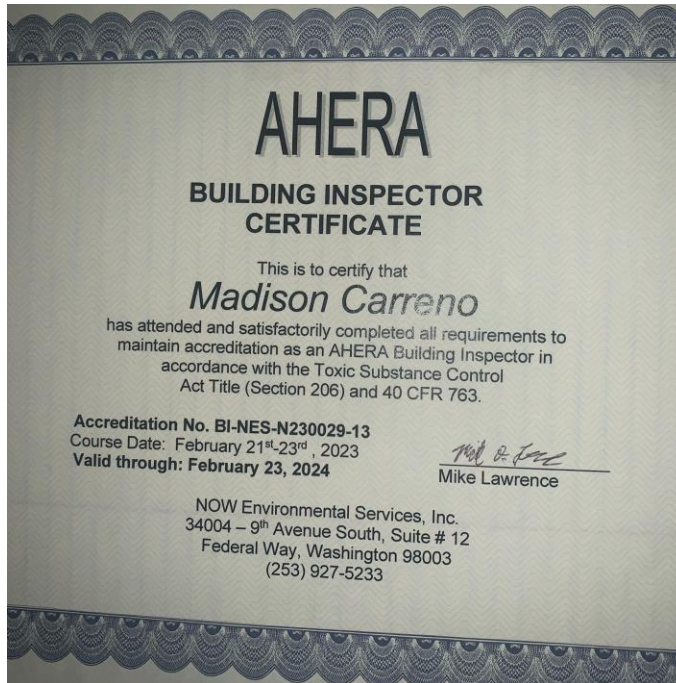 AHERA
BUILDING INSPECTOR
CERTIFICATE
This is to certify that
Madison Carreno
has attended and satisfactorily completed all requirements to
maintain accreditation as an AHERA Building Inspector in
accordance with the Toxic Substance Control
Act Title (Section 206) and 40 CFR 763.
Accreditation No. BI-NES-N230029-13
Course Date: February 21st-23rd , 2023
Valid through: February 23, 2024
Mike Lawrence
NOW Environmental Services, Inc.
34004 – 9th Avenue South, Suite # 12
Federal Way, Washington 98003
(253) 927-5233